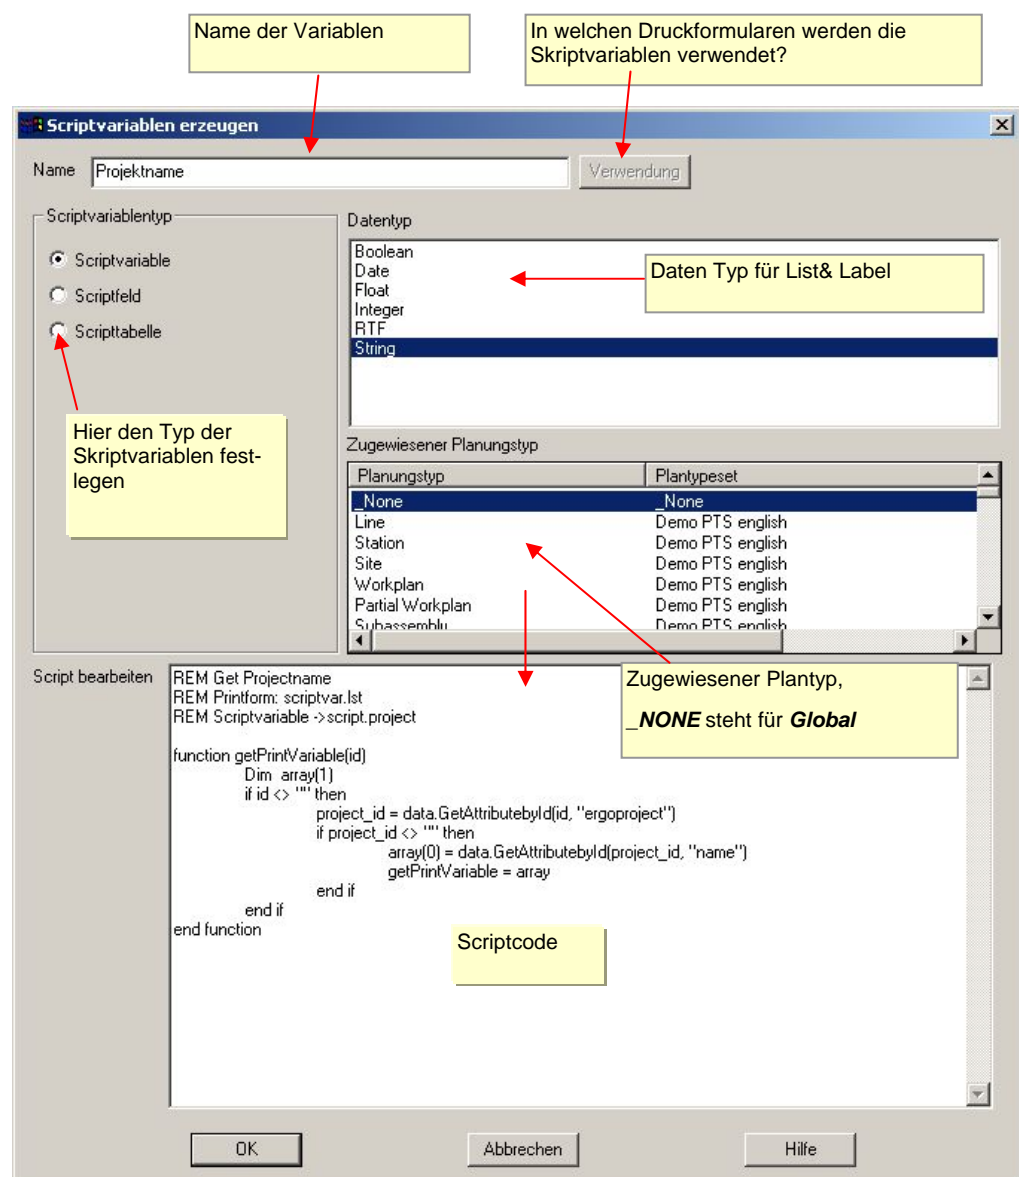 Name der Variablen
In welchen Druckformularen werden die
Skriptvariablen verwendet?
Scriptvariablen erzeugen
Name
Projektname
Verwendung
Scriptvariablentyp
Scriptvariable
Scriptfeld
Scripttabelle
Hier den Typ der
Skriptvariablen fest-
legen
Datentyp
Boolean
Date
Float
Integer
RTF
String
Daten Typ für List& Label
Zugewiesener Planungstyp
Planungstyp Plantypeset
_None _None
Line Demo PTS english
Station Demo PTS english
Site Demo PTS english
Workplan Demo PTS english
Partial Workplan Demo PTS english
Subassembly Demo PTS english
Zugewiesener Plantyp,
_NONE steht für Global
Script bearbeiten
REM Get Projectname
REM Printform: scriptvar.lst
REM Scriptvariable ->script.project
function getPrintVariable(id)
Dim array(1)
if id <> "" then
project_id = data.GetAttributebyId(id, "ergoproject")
if project_id <> "" then
array(0) = data.GetAttributebyId(project_id, "name")
getPrintVariable = array
end if
end if
end function
Scriptcode
OK
Abbrechen
Hilfe